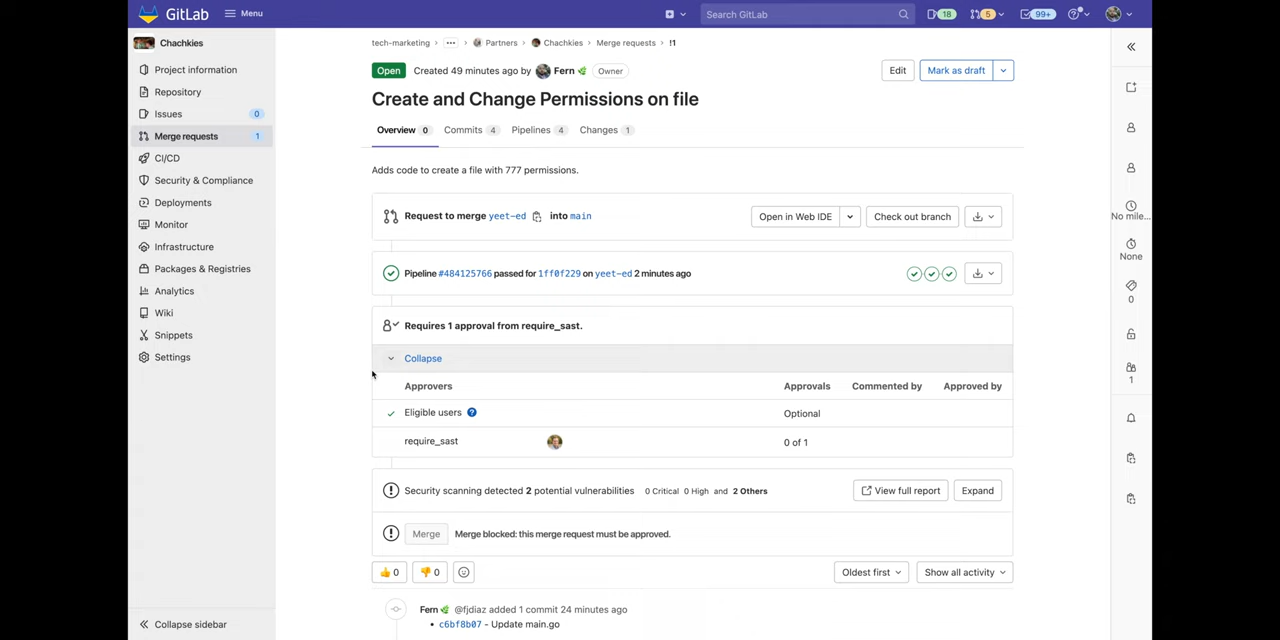 GitLab
Menu
Search GitLab
18
5
99+
Chachkies
Project information
Repository
Issues 0
Merge requests 1
CI/CD
Security & Compliance
Deployments
Monitor
Infrastructure
Packages & Registries
Analytics
Wiki
Snippets
Settings
Collapse sidebar
tech-marketing › ... › Partners › Chachkies › Merge requests › !1
Open Created 49 minutes ago by Fern Owner
Edit
Mark as draft
Create and Change Permissions on file
Overview 0 Commits 4 Pipelines 4 Changes 1
Adds code to create a file with 777 permissions.
Request to merge yeet-ed into main
Open in Web IDE
Check out branch
Pipeline #484125766 passed for 1ff0f229 on yeet-ed 2 minutes ago
Requires 1 approval from require_sast.
Collapse
Approvers Approvals Commented by Approved by
Eligible users ? Optional
require_sast 0 of 1
Security scanning detected 2 potential vulnerabilities 0 Critical 0 High and 2 Others
View full report
Expand
Merge Merge blocked: this merge request must be approved.
0 0
Oldest first
Show all activity
Fern @fjdiaz added 1 commit 24 minutes ago
• c6bf8b07 - Update main.go
No mile...
None
0
1